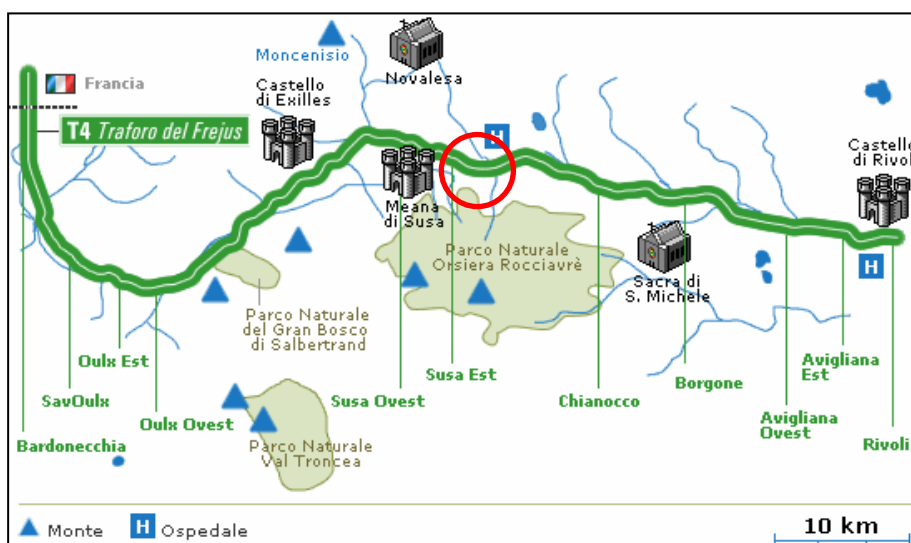 Moncenisio
Novalesa
Francia
Castello
di Exilles
H
T4 Traforo del Frejus
Castello
di Rivoli
Meana
di Susa
Parco Naturale
Orsiera Rocciavrè
Sacra di
S. Michele
H
Parco Naturale
del Gran Bosco
di Salbertrand
Oulx Est
SavOulx
Oulx Ovest
Bardonecchia
Susa Ovest
Susa Est
Chianocco
Borgone
Avigliana
Est
Avigliana
Ovest
Rivoli
Parco Naturale
Val Troncea
Monte
H Ospedale
10 km